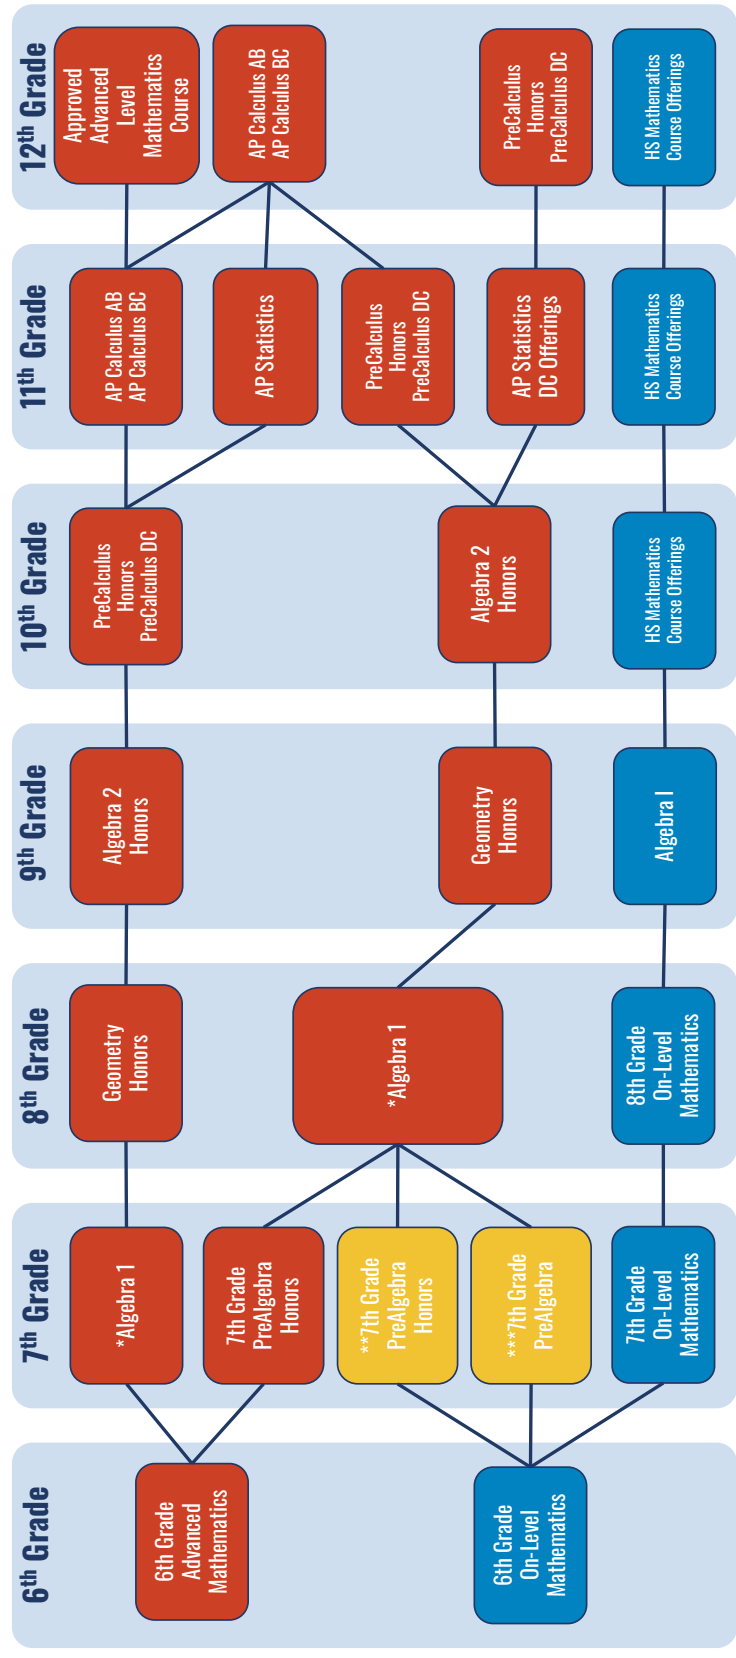 6th Grade
6th Grade
Advanced
Mathematics
6th Grade
On-Level
Mathematics
7th Grade
*Algebra 1
7th Grade
PreAlgebra
Honors
**7th Grade
PreAlgebra
Honors
***7th Grade
PreAlgebra
7th Grade
On-Level
Mathematics
8th Grade
Geometry
Honors
*Algebra 1
8th Grade
On-Level
Mathematics
9th Grade
Algebra 2
Honors
Geometry
Honors
Algebra I
10th Grade
PreCalculus
Honors
PreCalculus DC
Algebra 2
Honors
HS Mathematics
Course Offerings
11th Grade
AP Calculus AB
AP Calculus BC
AP Statistics
PreCalculus
Honors
PreCalculus DC
AP Statistics
DC Offerings
HS Mathematics
Course Offerings
12th Grade
Approved
Advanced
Level
Mathematics
Course
AP Calculus AB
AP Calculus BC
PreCalculus
Honors
PreCalculus DC
HS Mathematics
Course Offerings